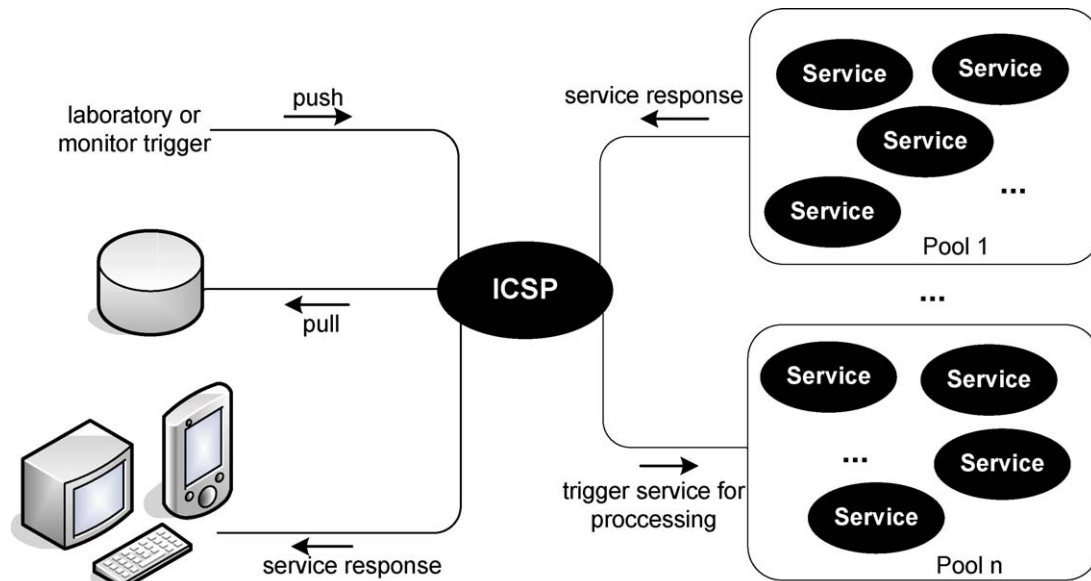 laboratory or
monitor trigger
push
pull
service response
ICSP
service response
trigger service for
proccessing
Service
Service
Service
Service
...
Pool 1
...
Service
Service
...
Service
Service
Pool n